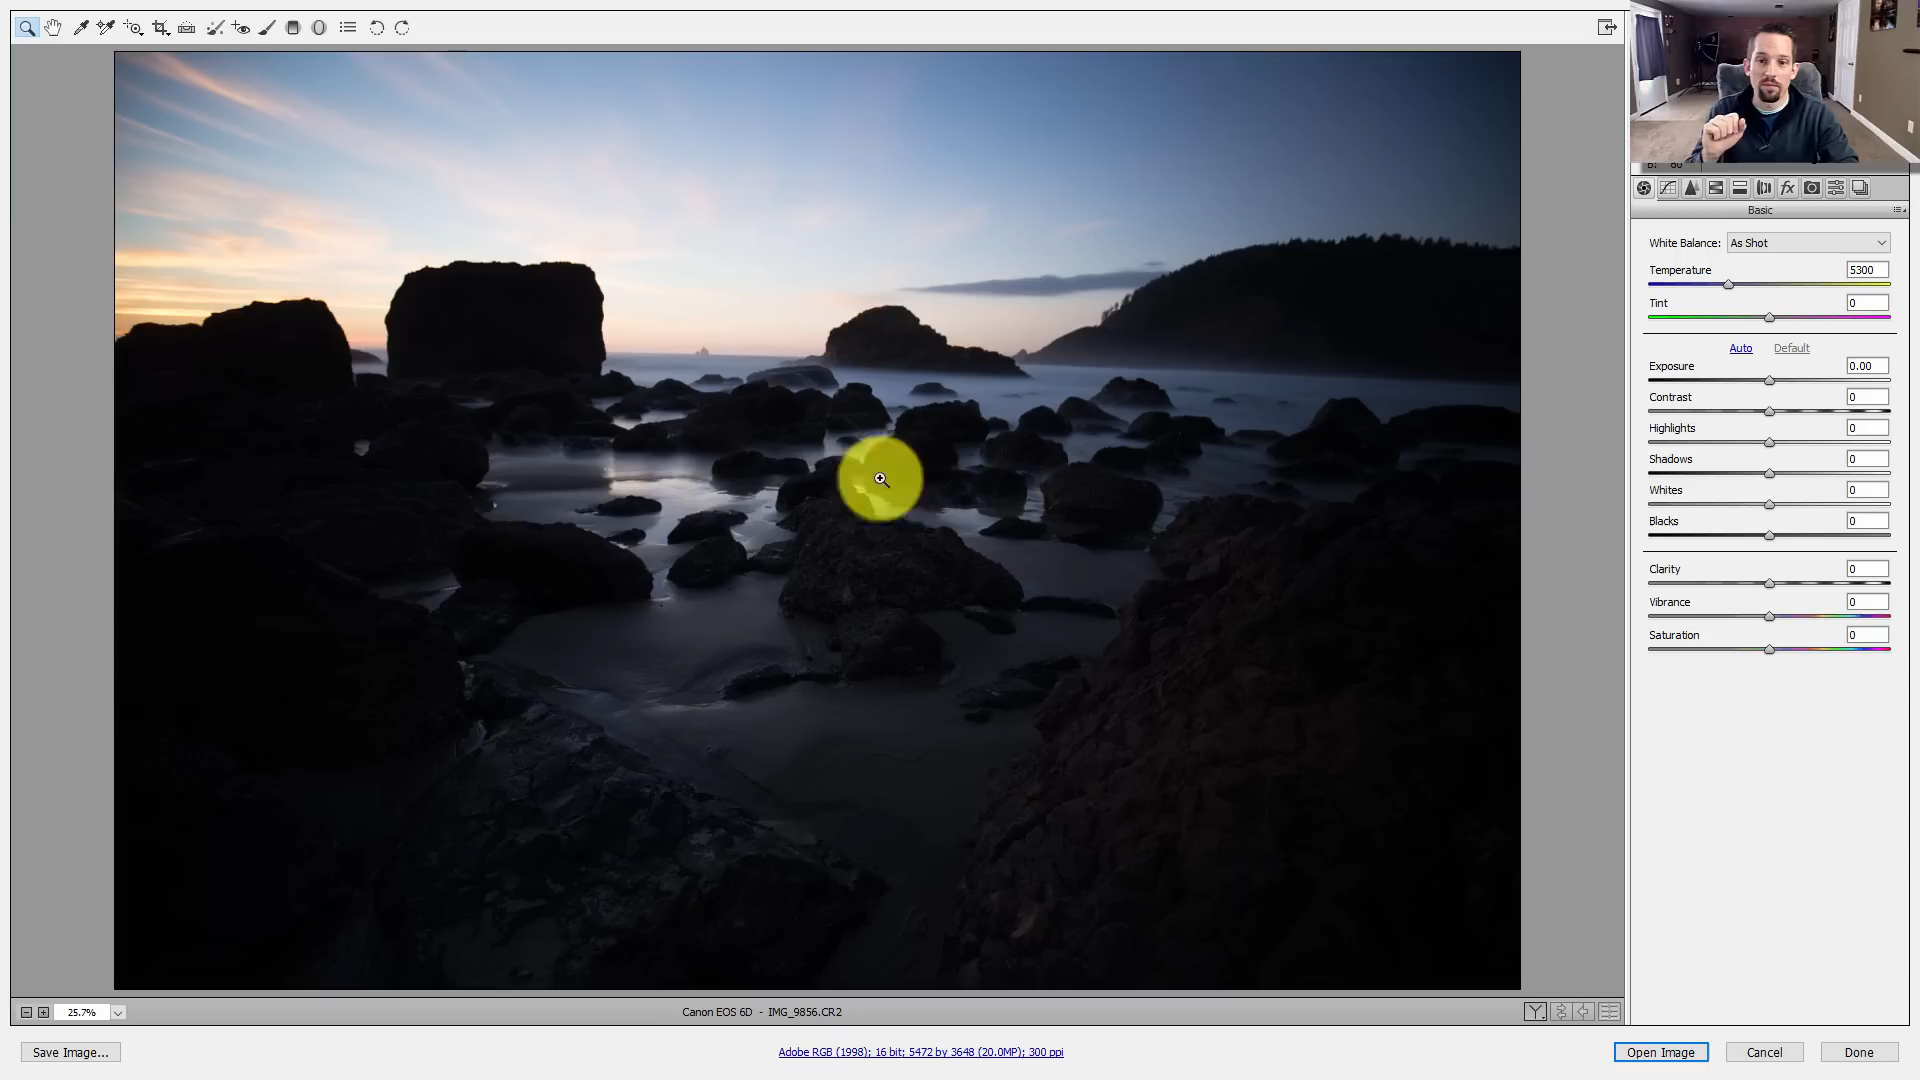 B: 60
fx
Basic
White Balance: As Shot
Temperature 5300
Tint 0
Auto Default
Exposure 0.00
Contrast 0
Highlights 0
Shadows 0
Whites 0
Blacks 0
Clarity 0
Vibrance 0
Saturation 0
25.7%
Canon EOS 6D - IMG_9856.CR2
Y
Save Image...
Adobe RGB (1998); 16 bit; 5472 by 3648 (20.0MP); 300 ppi
Open Image
Cancel
Done